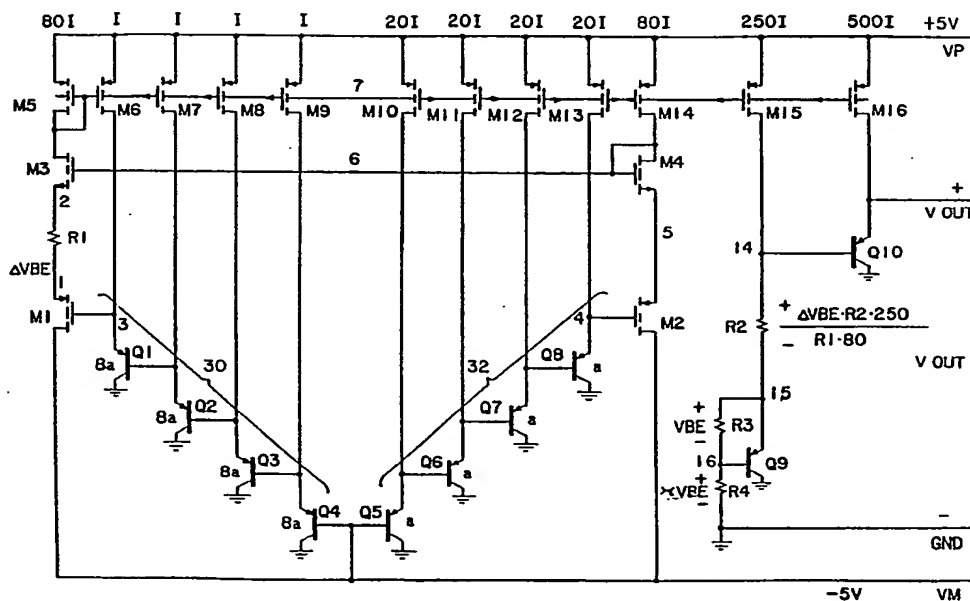 80I I I I I 20I 20I 20I 20I 80I 250I 500I +5V
VP
M5 M6 M7 M8 M9 7 M10 M11 M12 M13 M14 M15 M16
M3 6 M4
2
+
V OUT
R1 5 14 Q10
ΔVBE
1
M1 3 4 M2 R2 + ΔVBE·R2·250
- R1·80
V OUT
Q1 30 32 Q8
8a a
15
Q2 Q7 + VBE - R3
8a a
Q3 Q6 16 Q9
8a a + VBE - R4
Q4 Q5
8a a
-
GND
-5V VM